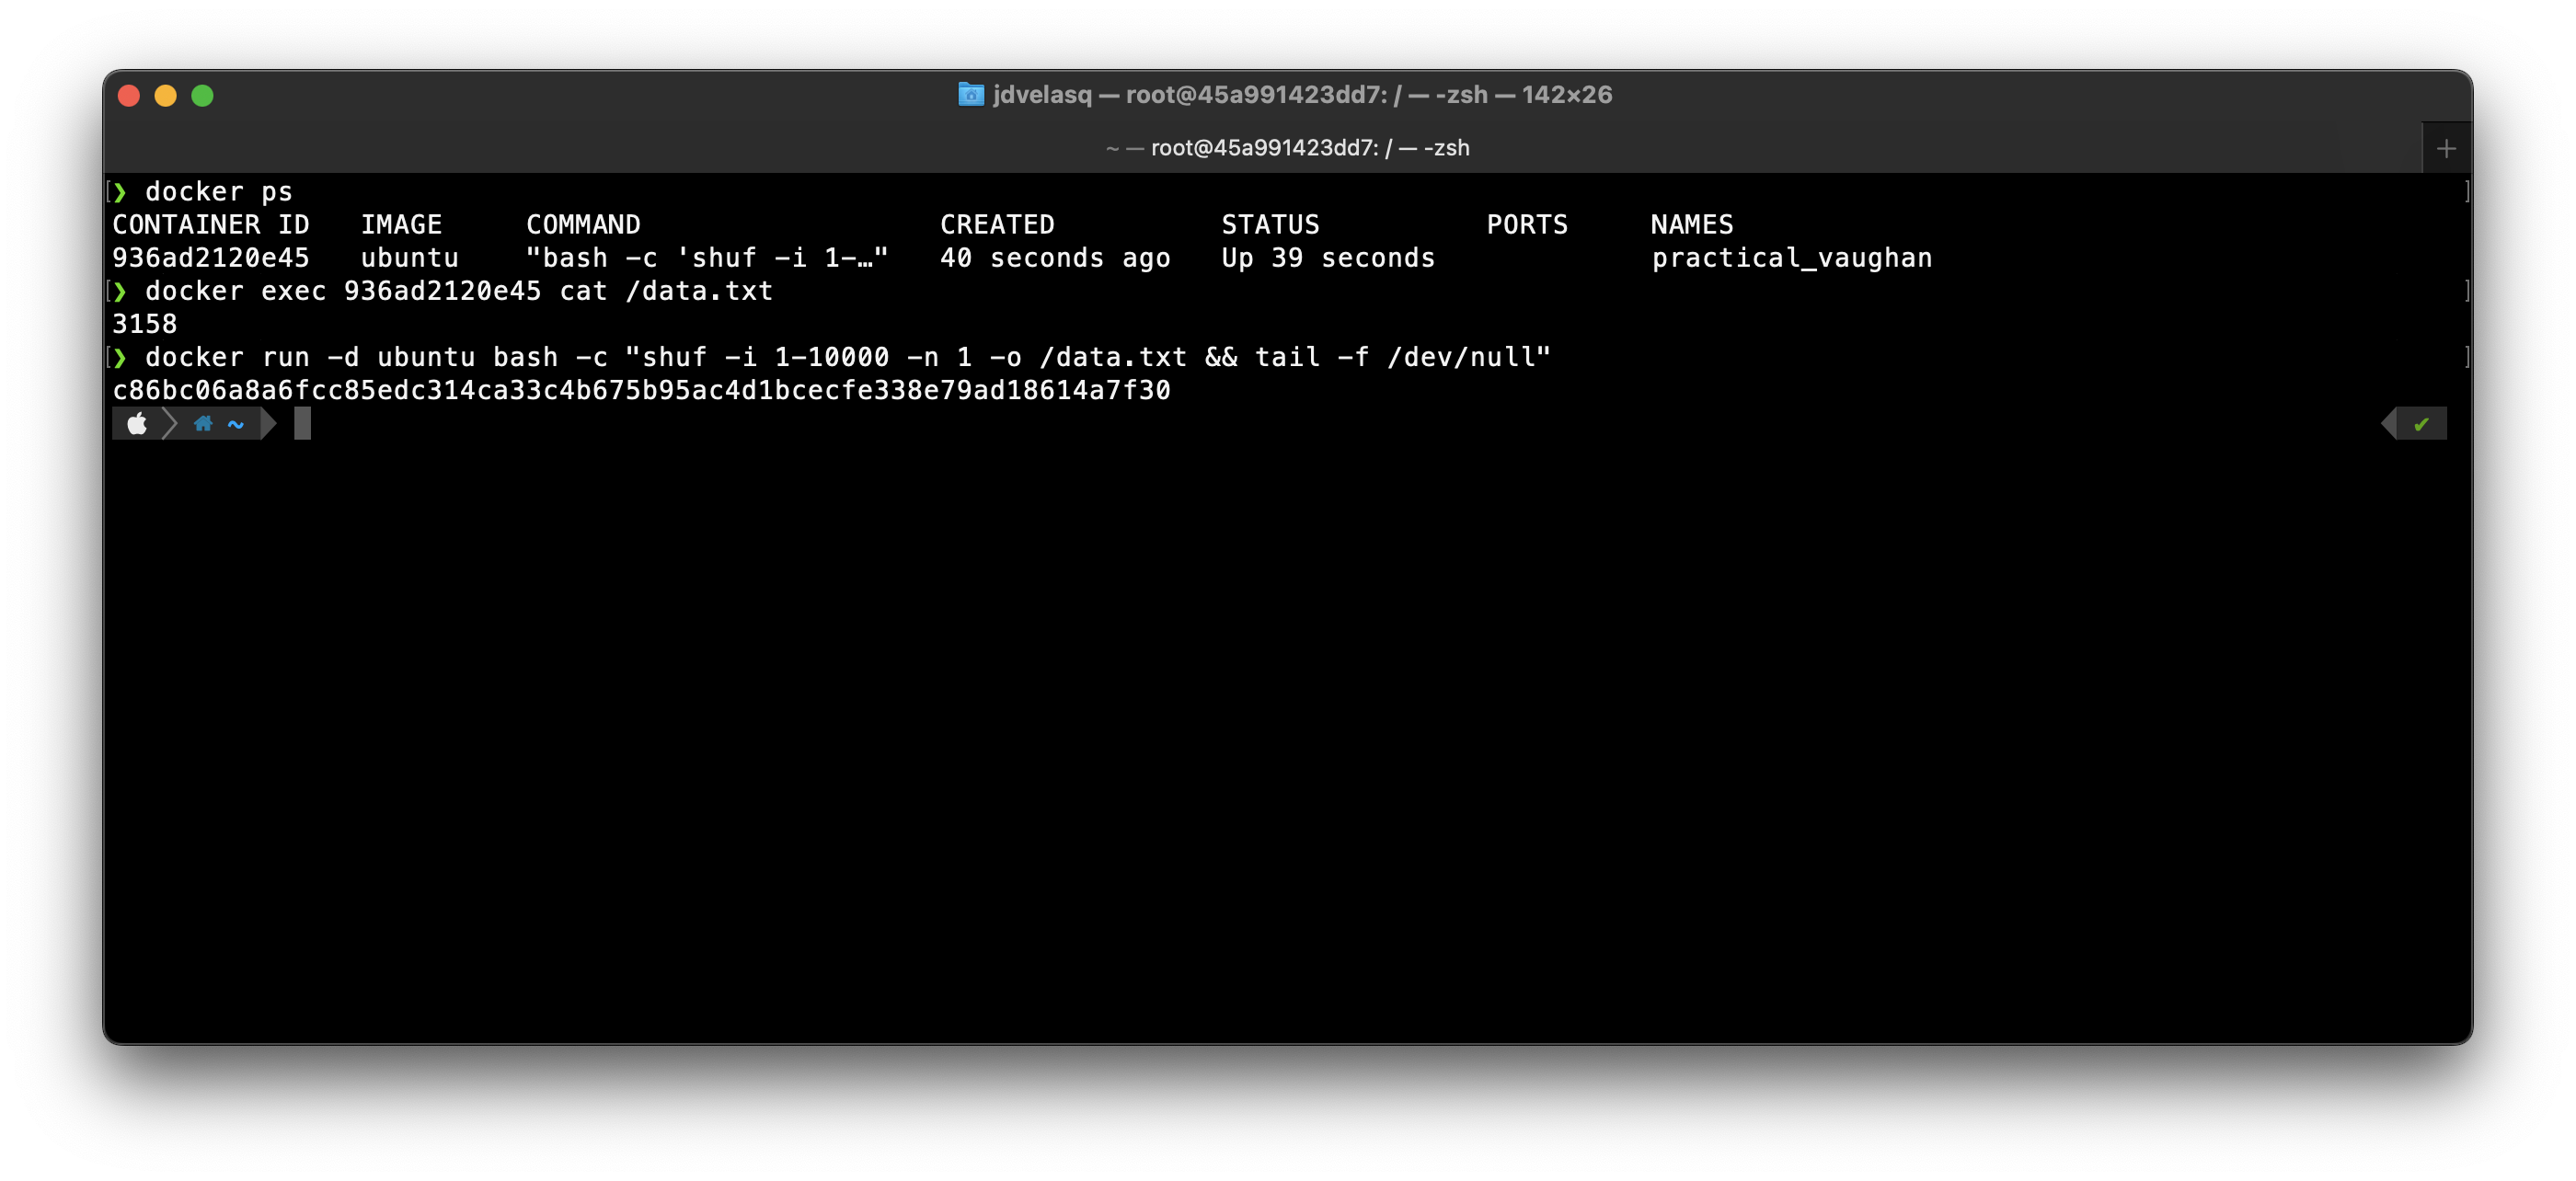 jdvelasq — root@45a991423dd7: / — -zsh — 142×26
~ — root@45a991423dd7: / — -zsh
❯ docker ps
CONTAINER ID   IMAGE     COMMAND                  CREATED          STATUS          PORTS     NAMES
936ad2120e45   ubuntu    "bash -c 'shuf -i 1-…"   40 seconds ago   Up 39 seconds             practical_vaughan
❯ docker exec 936ad2120e45 cat /data.txt
3158
❯ docker run -d ubuntu bash -c "shuf -i 1-10000 -n 1 -o /data.txt && tail -f /dev/null"
c86bc06a8a6fcc85edc314ca33c4b675b95ac4d1bcecfe338e79ad18614a7f30
~ ✔